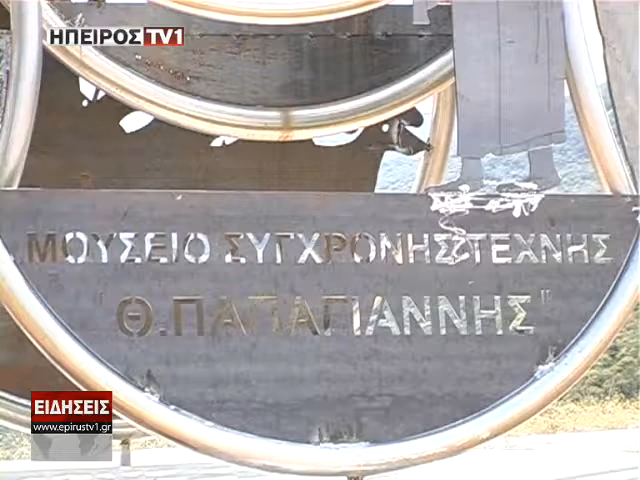 ΗΠΕΙΡΟΣ TV1
ΜΟΥΣΕΙΟ ΣΥΓΧΡΟΝΗΣ ΤΕΧΝΗΣ
"Θ.ΠΑΠΑΓΙΑΝΝΗΣ"
ΕΙΔΗΣΕΙΣ
www.epirustv1.gr